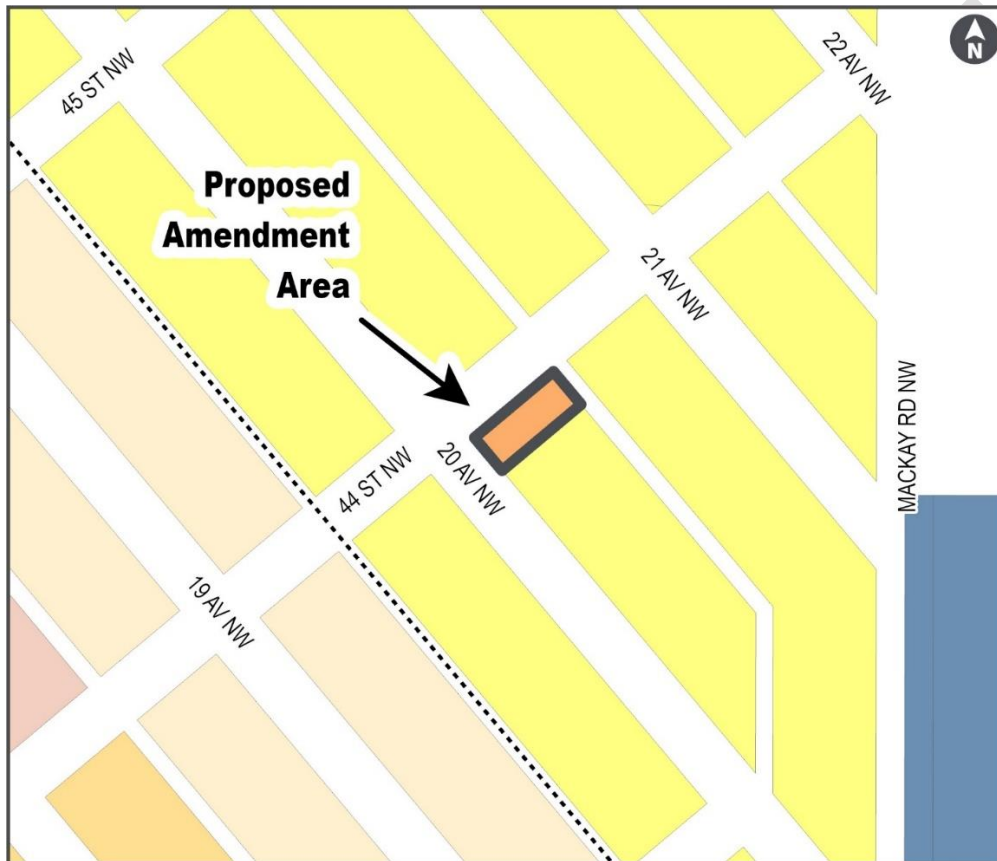 N
22 AV NW
45 ST NW
Proposed
Amendment
Area
21 AV NW
MACKAY RD NW
20 AV NW
44 ST NW
19 AV NW